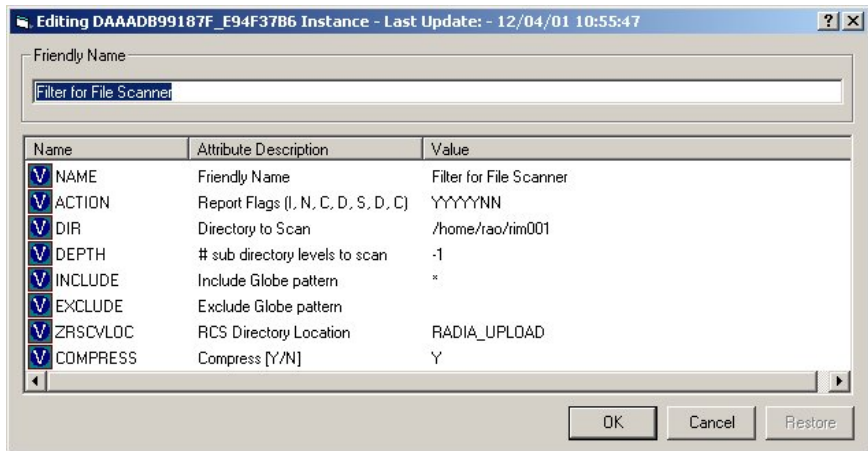 Editing DAAADB99187F_E94F37B6 Instance - Last Update: - 12/04/01 10:55:47
Friendly Name
Filter for File Scanner
Name Attribute Description Value
V NAME Friendly Name Filter for File Scanner
V ACTION Report Flags (I, N, C, D, S, D, C) YYYYYNN
V DIR Directory to Scan /home/rao/rim001
V DEPTH # sub directory levels to scan -1
V INCLUDE Include Globe pattern *
V EXCLUDE Exclude Globe pattern
V ZRSCVLOC RCS Directory Location RADIA_UPLOAD
V COMPRESS Compress [Y/N] Y
OK Cancel Restore